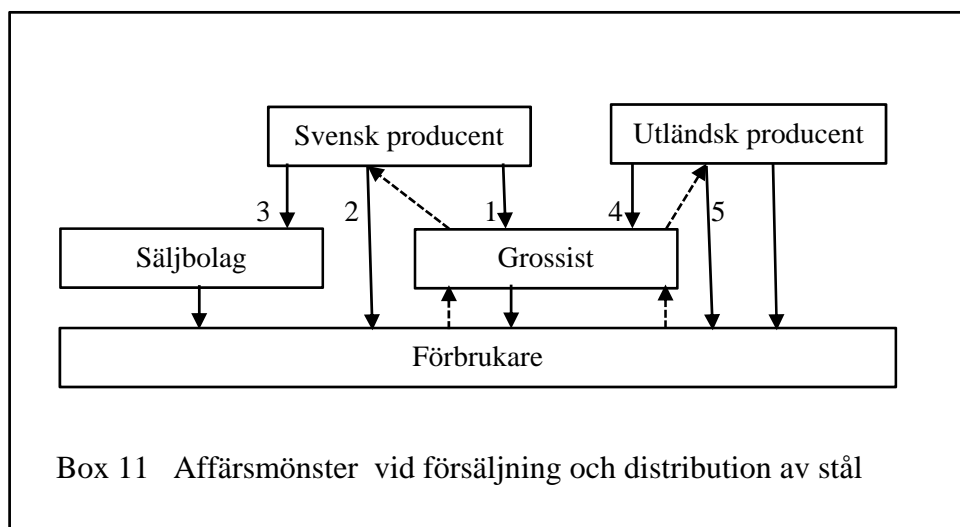 Svensk producent
Utländsk producent
3 2 1 4 5
Säljbolag
Grossist
Förbrukare
Box 11 Affärsmönster vid försäljning och distribution av stål